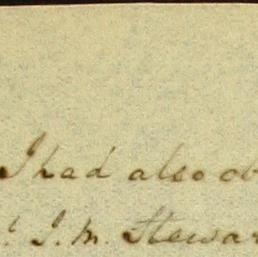 I had also ob
J. M. Stewar